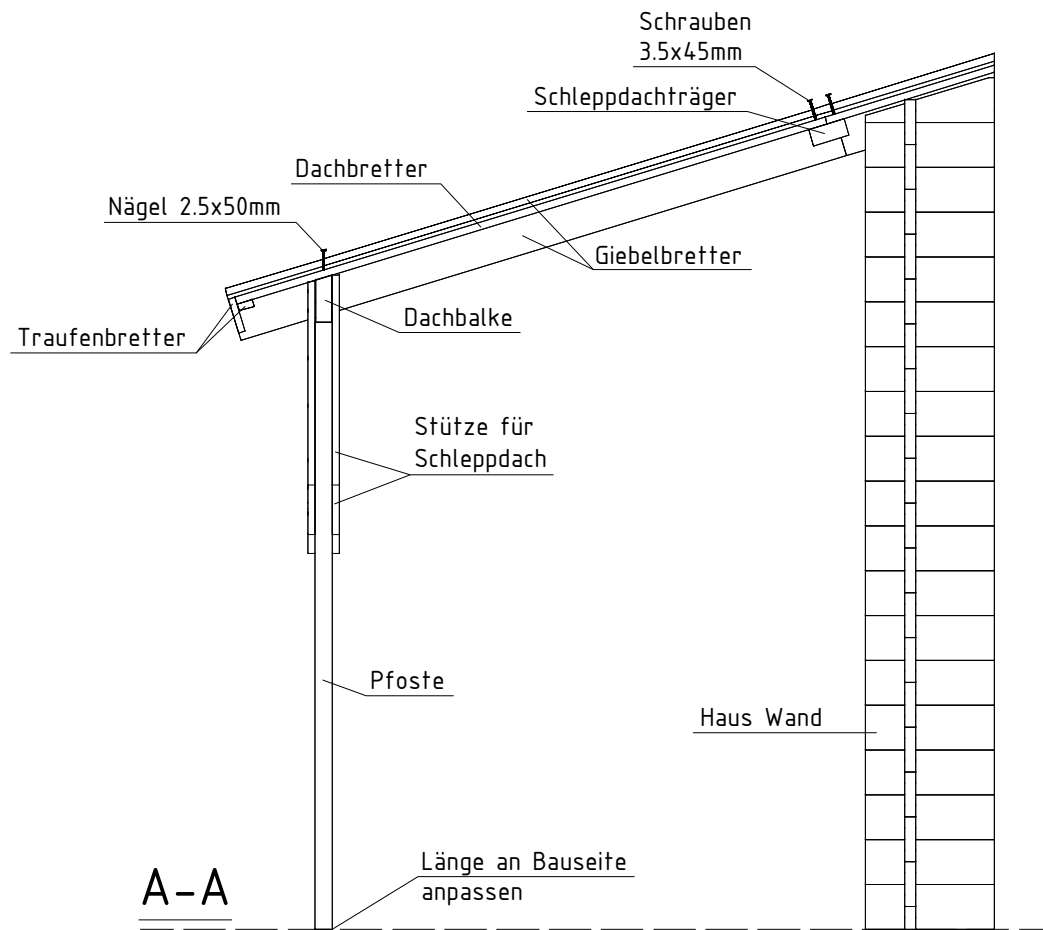 Schrauben
3.5x45mm
Schleppdachträger
Dachbretter
Nägel 2.5x50mm
Giebelbretter
Dachbalke
Traufenbretter
Stütze für
Schleppdach
Pfoste
Haus Wand
Länge an Bauseite
anpassen
A-A